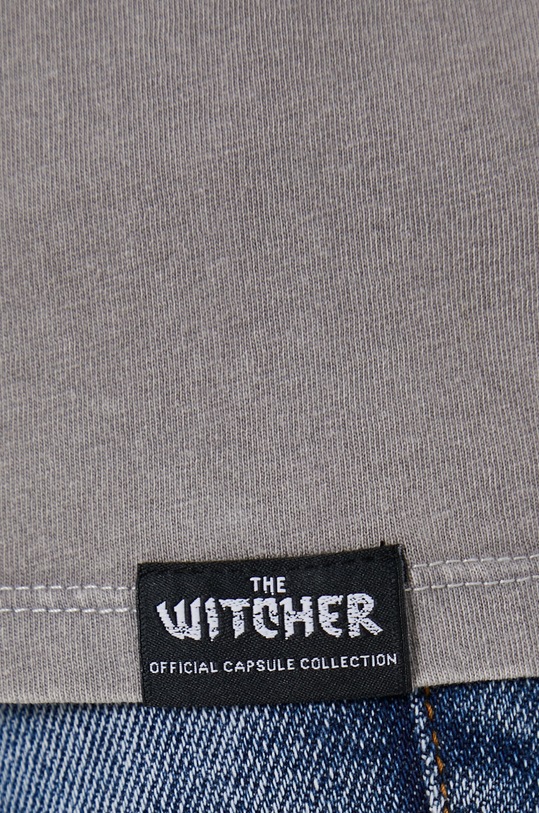 THE
WITCHER
OFFICIAL CAPSULE COLLECTION